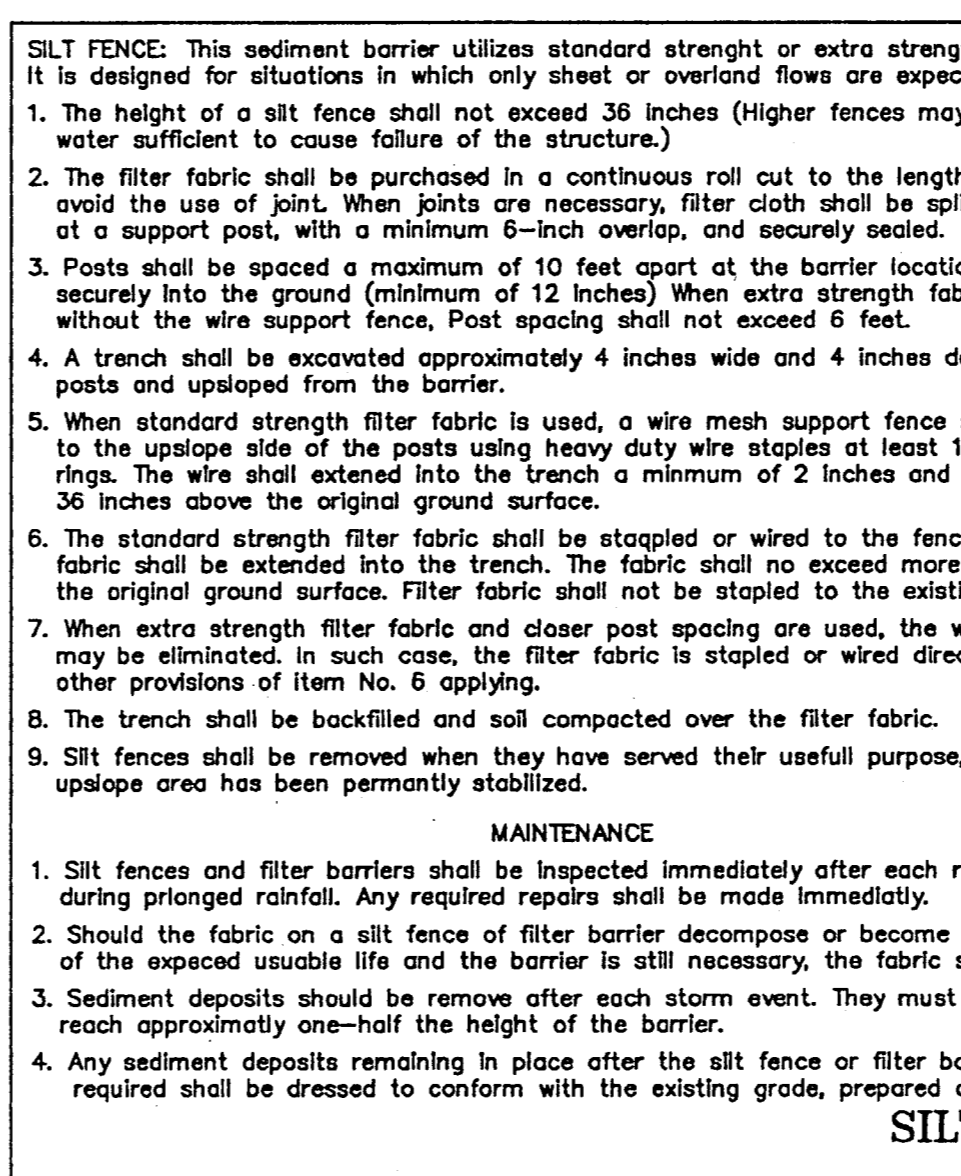 SILT FENCE: This sediment barrier utilizes standard strenght or extra streng
It is designed for situations in which only sheet or overland flows are expec
1. The height of a silt fence shall not exceed 36 inches (Higher fences may
water sufficient to cause failure of the structure.)
2. The filter fabric shall be purchased in a continuous roll cut to the length
avoid the use of joint. When joints are necessary, filter cloth shall be spli
at a support post, with a minimum 6-inch overlap, and securely sealed.
3. Posts shall be spaced a maximum of 10 feet apart at the barrier locatio
securely into the ground (minimum of 12 inches) When extra strength fab
without the wire support fence, Post spacing shall not exceed 6 feet.
4. A trench shall be excavated approximately 4 inches wide and 4 inches de
posts and upsloped from the barrier.
5. When standard strength filter fabric is used, a wire mesh support fence
to the upslope side of the posts using heavy duty wire staples at least 1
rings. The wire shall extened into the trench a minmum of 2 inches and
36 inches above the original ground surface.
6. The standard strength filter fabric shall be staqpled or wired to the fenc
fabric shall be extended into the trench. The fabric shall no exceed more
the original ground surface. Filter fabric shall not be stapled to the existi
7. When extra strength filter fabric and closer post spacing are used, the w
may be eliminated. In such case, the filter fabric is stapled or wired direc
other provisions of item No. 6 applying.
8. The trench shall be backfilled and soil compacted over the filter fabric.
9. Silt fences shall be removed when they have served their usefull purpose,
upslope area has been permantly stabilized.
MAINTENANCE
1. Silt fences and filter barriers shall be inspected immediately after each r
during prlonged rainfall. Any required repairs shall be made immediatly.
2. Should the fabric on a silt fence of filter barrier decompose or become
of the expeced usuable life and the barrier is still necessary, the fabric s
3. Sediment deposits should be remove after each storm event. They must
reach approximatly one-half the height of the barrier.
4. Any sediment deposits remaining in place after the silt fence or filter ba
required shall be dressed to conform with the existing grade, prepared a
SILT